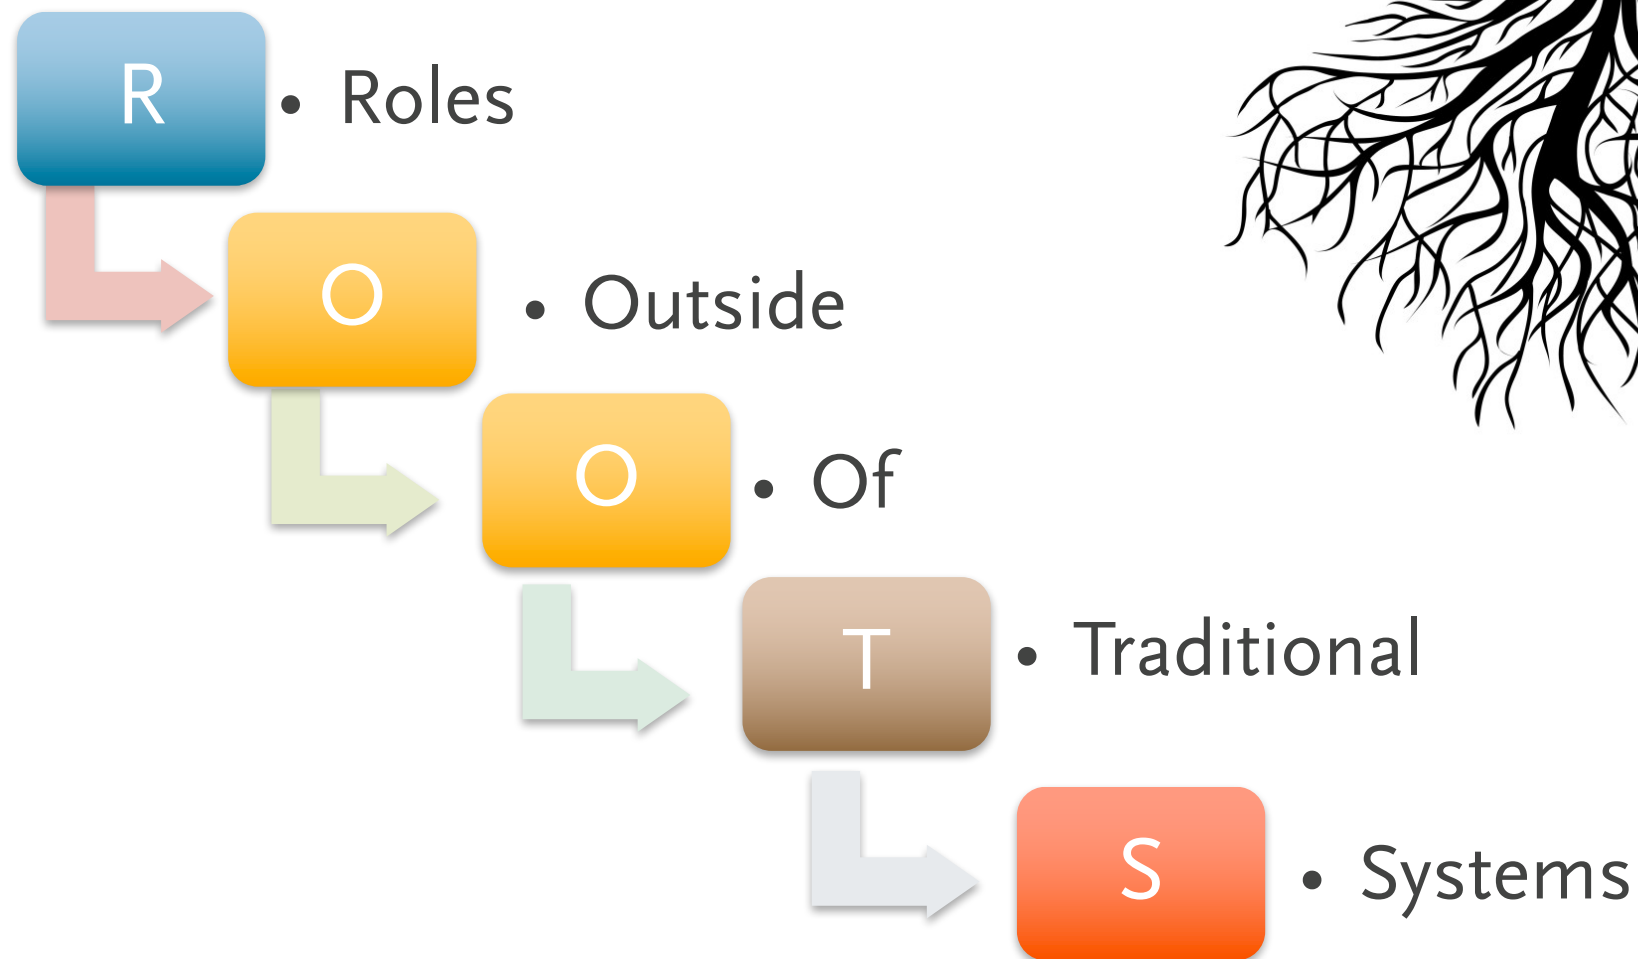 R
• Roles
O
• Outside
O
• Of
T
• Traditional
S
• Systems